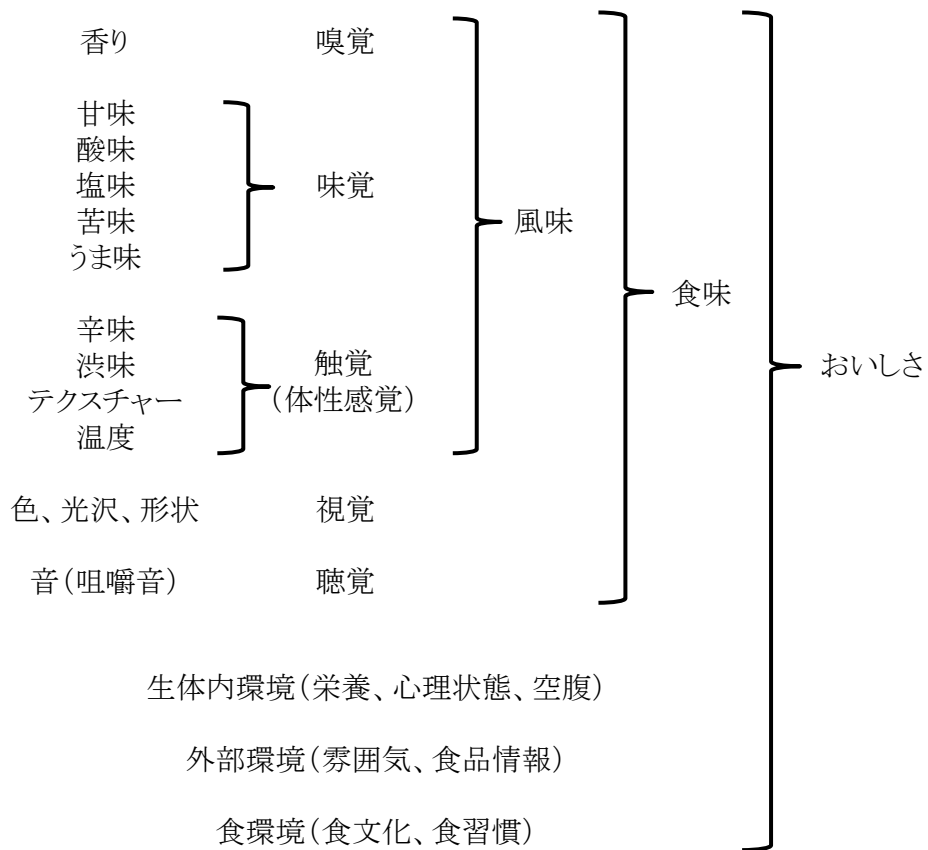 香り 嗅覚
甘味
酸味
塩味 味覚
苦味 風味
うま味
食味
辛味
渋味 触覚 おいしさ
テクスチャー (体性感覚)
温度
色、光沢、形状 視覚
音(咀嚼音) 聴覚
生体内環境(栄養、心理状態、空腹)
外部環境(雰囲気、食品情報)
食環境(食文化、食習慣)